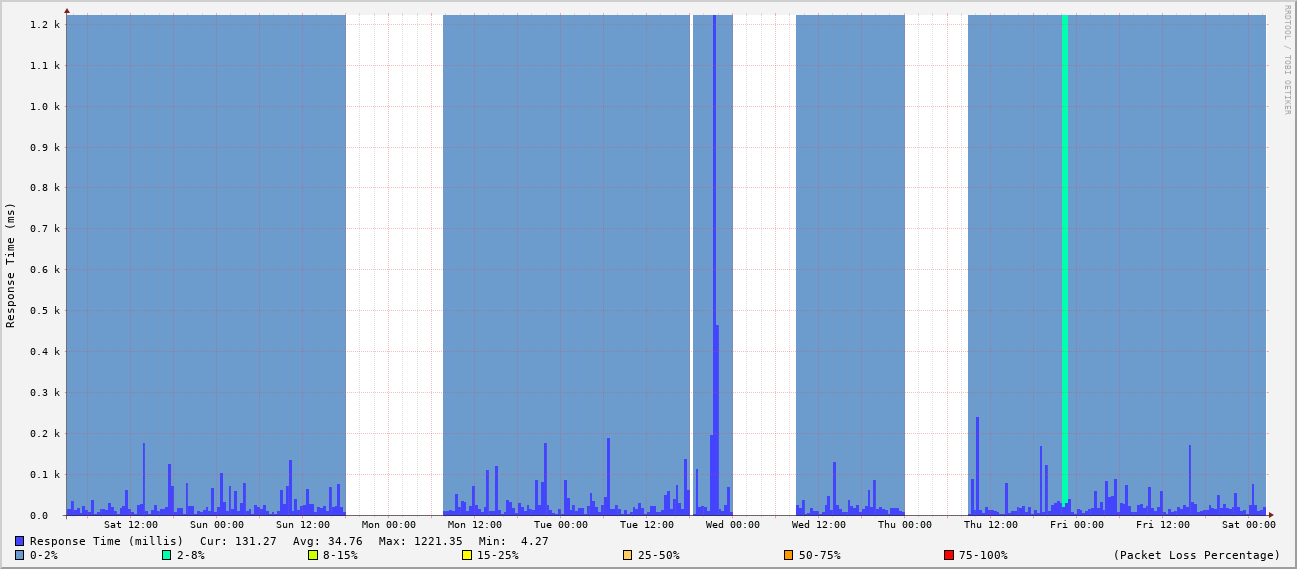 1.2 k
1.1 k
1.0 k
0.9 k
0.8 k
0.7 k
0.6 k
0.5 k
0.4 k
0.3 k
0.2 k
0.1 k
0.0
Response Time (ms)
RRDTOOL / TOBI OETIKER
Sat 12:00 Sun 00:00 Sun 12:00 Mon 00:00 Mon 12:00 Tue 00:00 Tue 12:00 Wed 00:00 Wed 12:00 Thu 00:00 Thu 12:00 Fri 00:00 Fri 12:00 Sat 00:00
Response Time (millis) Cur: 131.27 Avg: 34.76 Max: 1221.35 Min: 4.27
0-2% 2-8% 8-15% 15-25% 25-50% 50-75% 75-100% (Packet Loss Percentage)